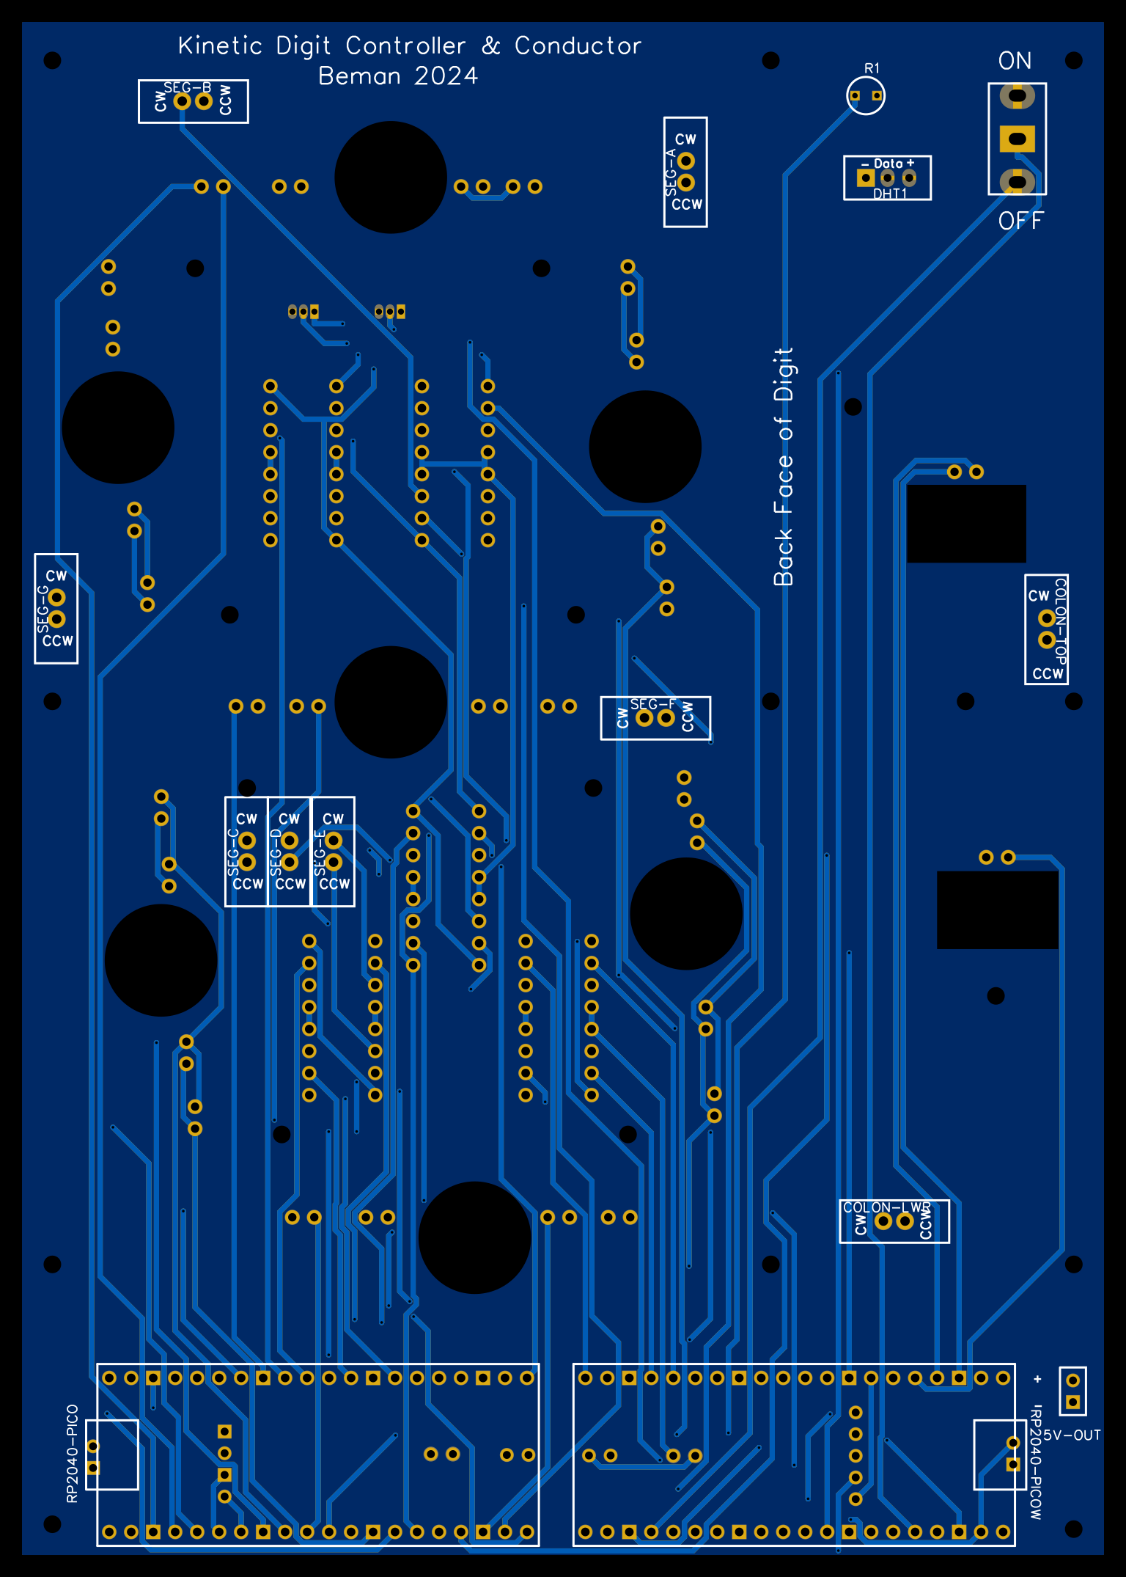 Kinetic Digit Controller & Conductor
Beman 2024
ON
R1
SEG-B
CW
CCW
CW
SEG-A
CCW
- Data +
DHT1
OFF
Back Face of Digit
CW
SEG-G
CCW
CW
COLON-TOP
CCW
SEG-F
CW
CCW
CW
CW
CW
SEG-C
SEG-D
SEG-E
CCW
CCW
CCW
COLON-LWR
CW
CCW
+
-
5V-OUT
RP2040-PICO
RP2040-PICOW